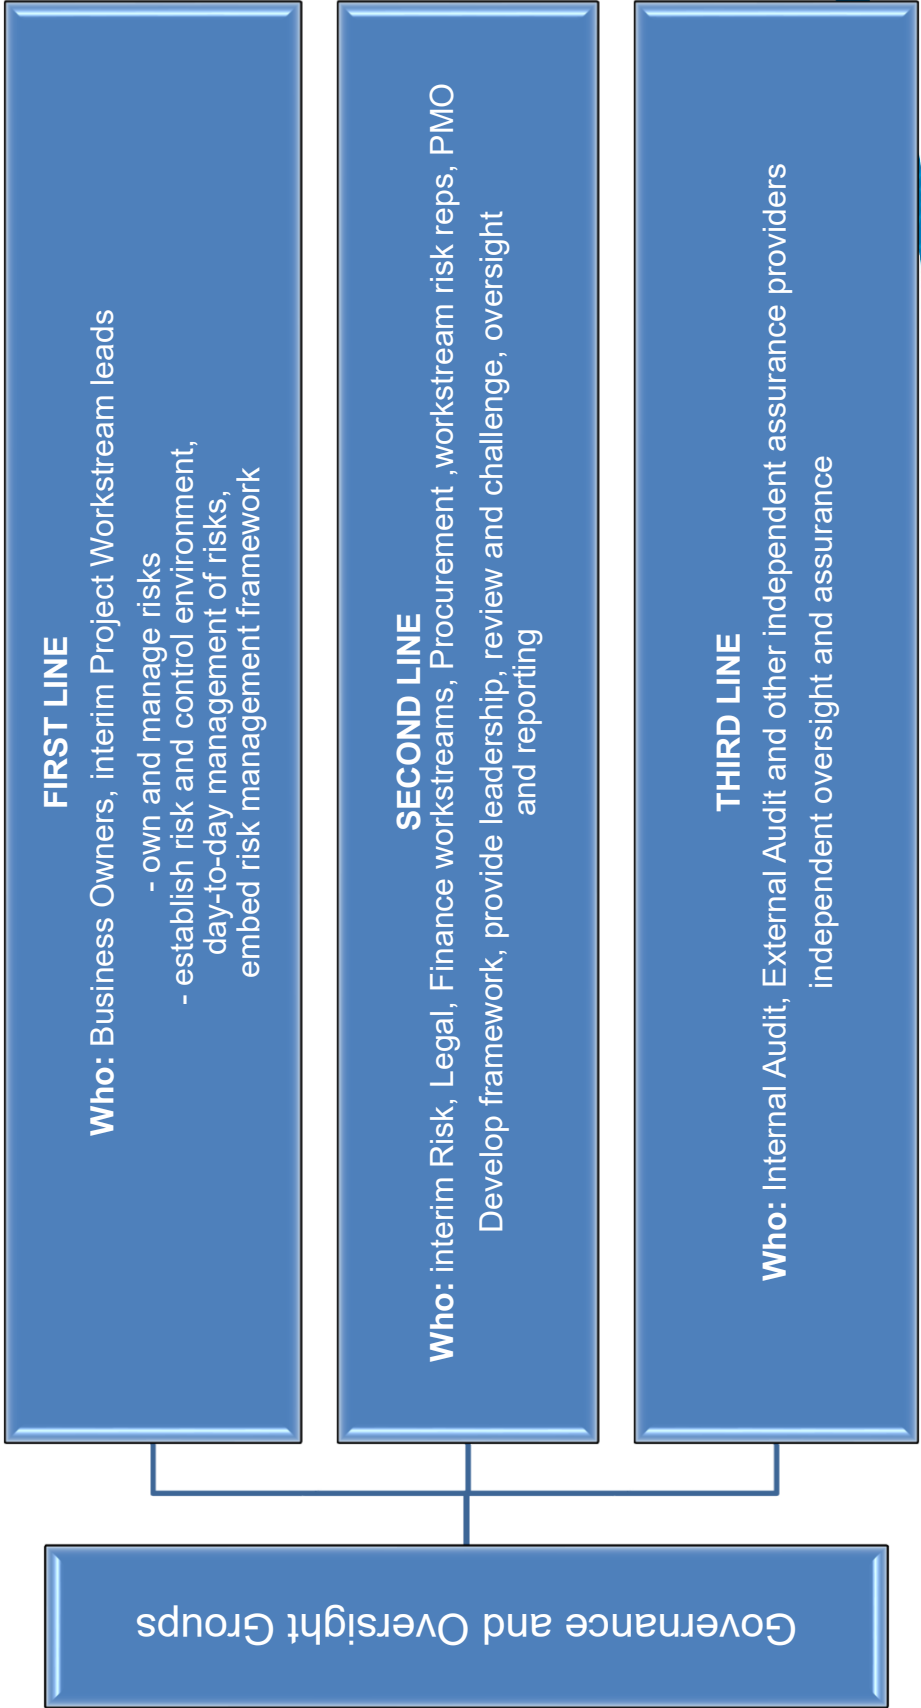 Governance and Oversight Groups
FIRST LINE
Who: Business Owners, interim Project Workstream leads
- own and manage risks
- establish risk and control environment,
day-to-day management of risks,
embed risk management framework
SECOND LINE
Who: interim Risk, Legal, Finance workstreams, Procurement ,workstream risk reps, PMO
Develop framework, provide leadership, review and challenge, oversight
and reporting
THIRD LINE
Who: Internal Audit, External Audit and other independent assurance providers
independent oversight and assurance